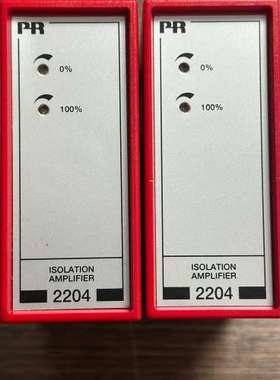 PR
0%
100%
ISOLATION
AMPLIFIER
2204
PR
0%
100%
ISOLATION
AMPLIFIER
2204